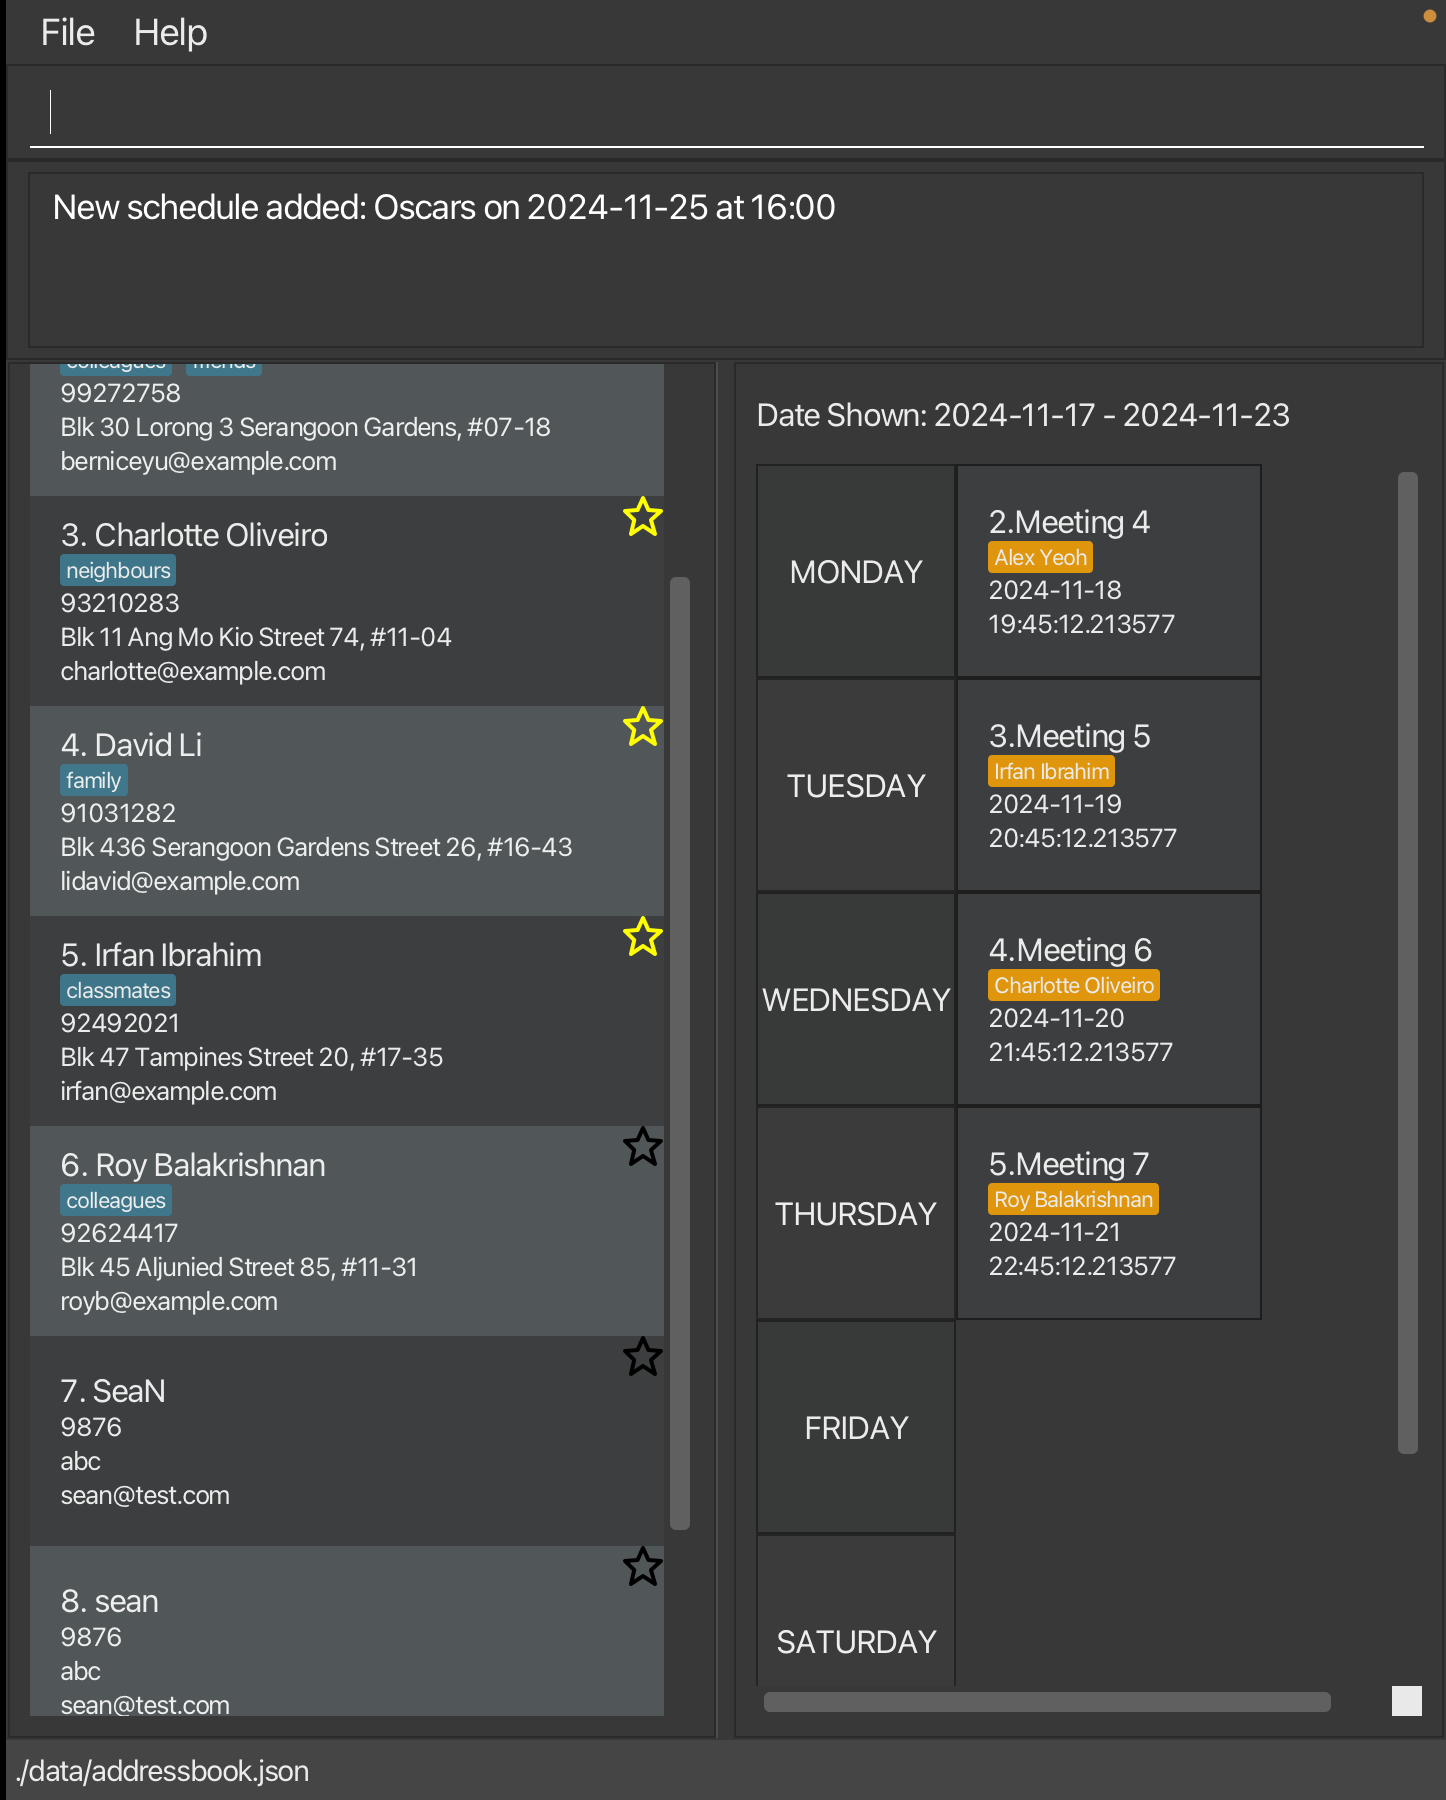 File Help
New schedule added: Oscars on 2024-11-25 at 16:00
colleagues friends
99272758
Blk 30 Lorong 3 Serangoon Gardens, #07-18
berniceyu@example.com
3. Charlotte Oliveiro
neighbours
93210283
Blk 11 Ang Mo Kio Street 74, #11-04
charlotte@example.com
4. David Li
family
91031282
Blk 436 Serangoon Gardens Street 26, #16-43
lidavid@example.com
5. Irfan Ibrahim
classmates
92492021
Blk 47 Tampines Street 20, #17-35
irfan@example.com
6. Roy Balakrishnan
colleagues
92624417
Blk 45 Aljunied Street 85, #11-31
royb@example.com
7. SeaN
9876
abc
sean@test.com
8. sean
9876
abc
sean@test.com
Date Shown: 2024-11-17 - 2024-11-23
MONDAY
2.Meeting 4
Alex Yeoh
2024-11-18
19:45:12.213577
TUESDAY
3.Meeting 5
Irfan Ibrahim
2024-11-19
20:45:12.213577
WEDNESDAY
4.Meeting 6
Charlotte Oliveiro
2024-11-20
21:45:12.213577
THURSDAY
5.Meeting 7
Roy Balakrishnan
2024-11-21
22:45:12.213577
FRIDAY
SATURDAY
./data/addressbook.json